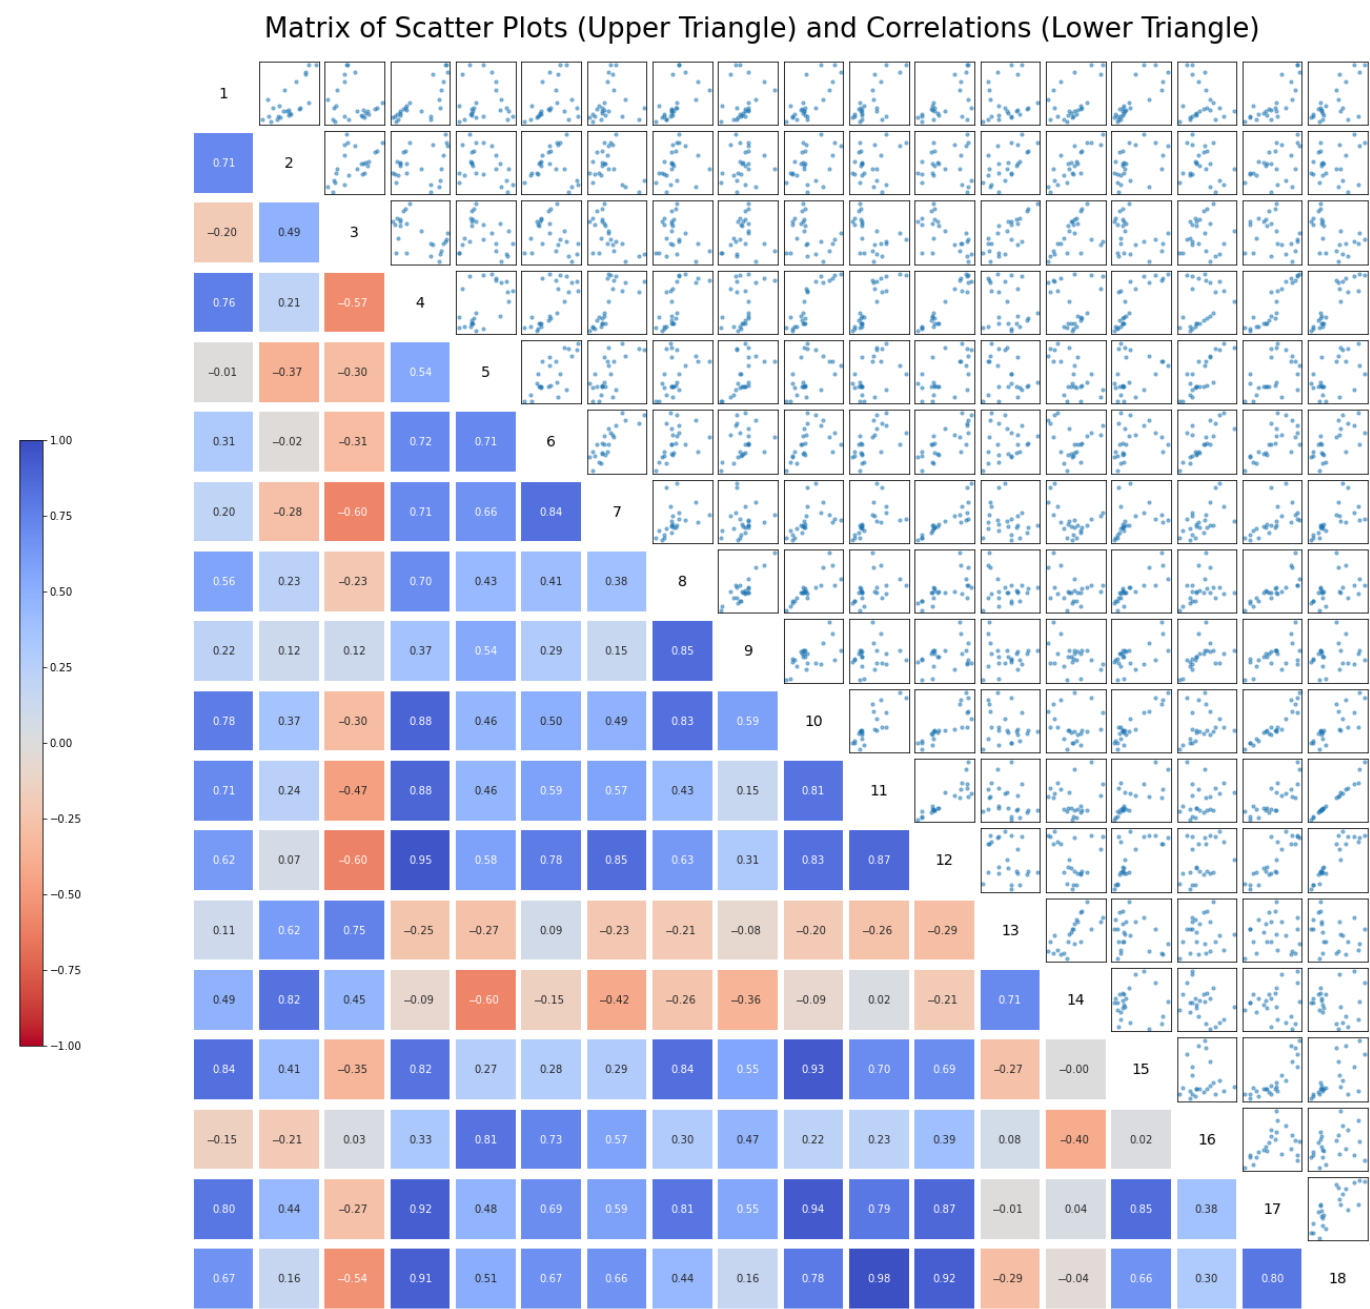 Matrix of Scatter Plots (Upper Triangle) and Correlations (Lower Triangle)
1
0.71 2
−0.20 0.49 3
0.76 0.21 −0.57 4
−0.01 −0.37 −0.30 0.54 5
0.31 −0.02 −0.31 0.72 0.71 6
1.00
0.20 −0.28 −0.60 0.71 0.66 0.84 7
0.75
0.56 0.23 −0.23 0.70 0.43 0.41 0.38 8
0.50
0.22 0.12 0.12 0.37 0.54 0.29 0.15 0.85 9
0.25
0.78 0.37 −0.30 0.88 0.46 0.50 0.49 0.83 0.59 10
0.00
0.71 0.24 −0.47 0.88 0.46 0.59 0.57 0.43 0.15 0.81 11
−0.25
0.62 0.07 −0.60 0.95 0.58 0.78 0.85 0.63 0.31 0.83 0.87 12
−0.50
0.11 0.62 0.75 −0.25 −0.27 0.09 −0.23 −0.21 −0.08 −0.20 −0.26 −0.29 13
−0.75
0.49 0.82 0.45 −0.09 −0.60 −0.15 −0.42 −0.26 −0.36 −0.09 0.02 −0.21 0.71 14
−1.00
0.84 0.41 −0.35 0.82 0.27 0.28 0.29 0.84 0.55 0.93 0.70 0.69 −0.27 −0.00 15
−0.15 −0.21 0.03 0.33 0.81 0.73 0.57 0.30 0.47 0.22 0.23 0.39 0.08 −0.40 0.02 16
0.80 0.44 −0.27 0.92 0.48 0.69 0.59 0.81 0.55 0.94 0.79 0.87 −0.01 0.04 0.85 0.38 17
0.67 0.16 −0.54 0.91 0.51 0.67 0.66 0.44 0.16 0.78 0.98 0.92 −0.29 −0.04 0.66 0.30 0.80 18